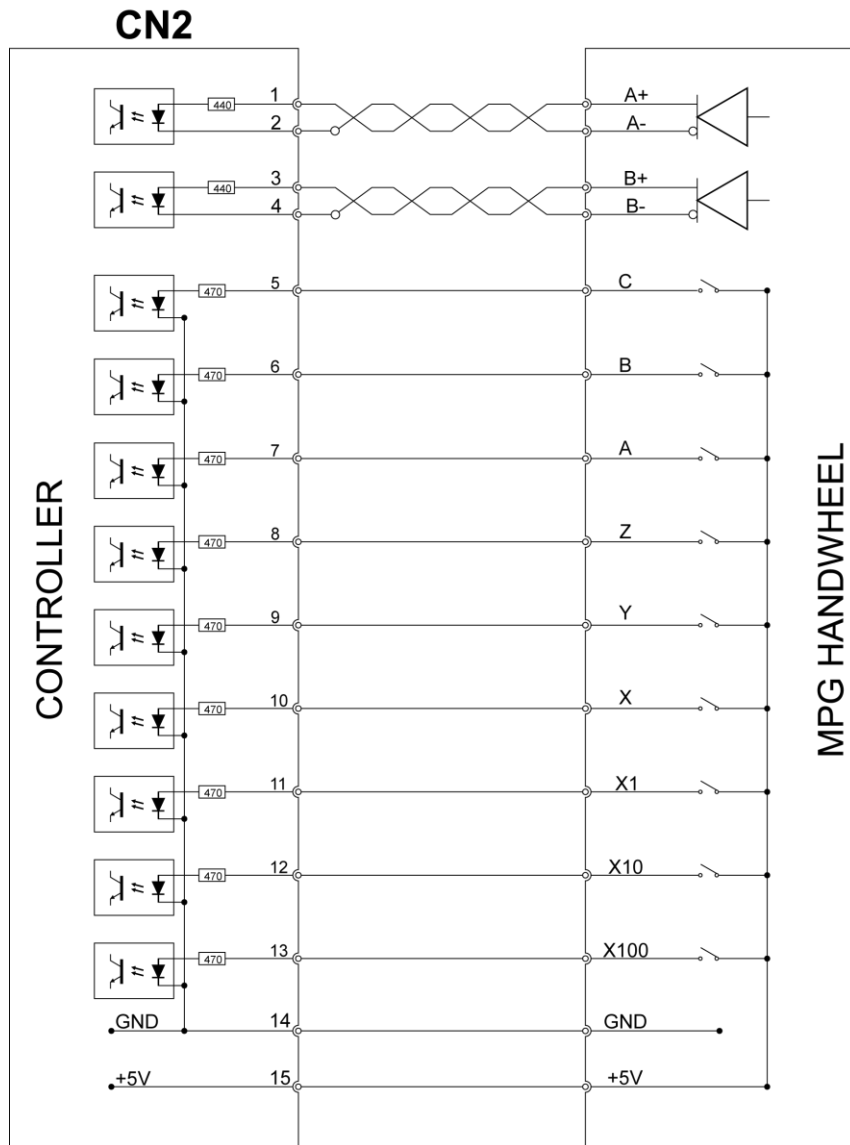 CN2
CONTROLLER
MPG HANDWHEEL
440 1 A+
2 A-
440 3 B+
4 B-
470 5 C
470 6 B
470 7 A
470 8 Z
470 9 Y
470 10 X
470 11 X1
470 12 X10
470 13 X100
GND 14 GND
+5V 15 +5V